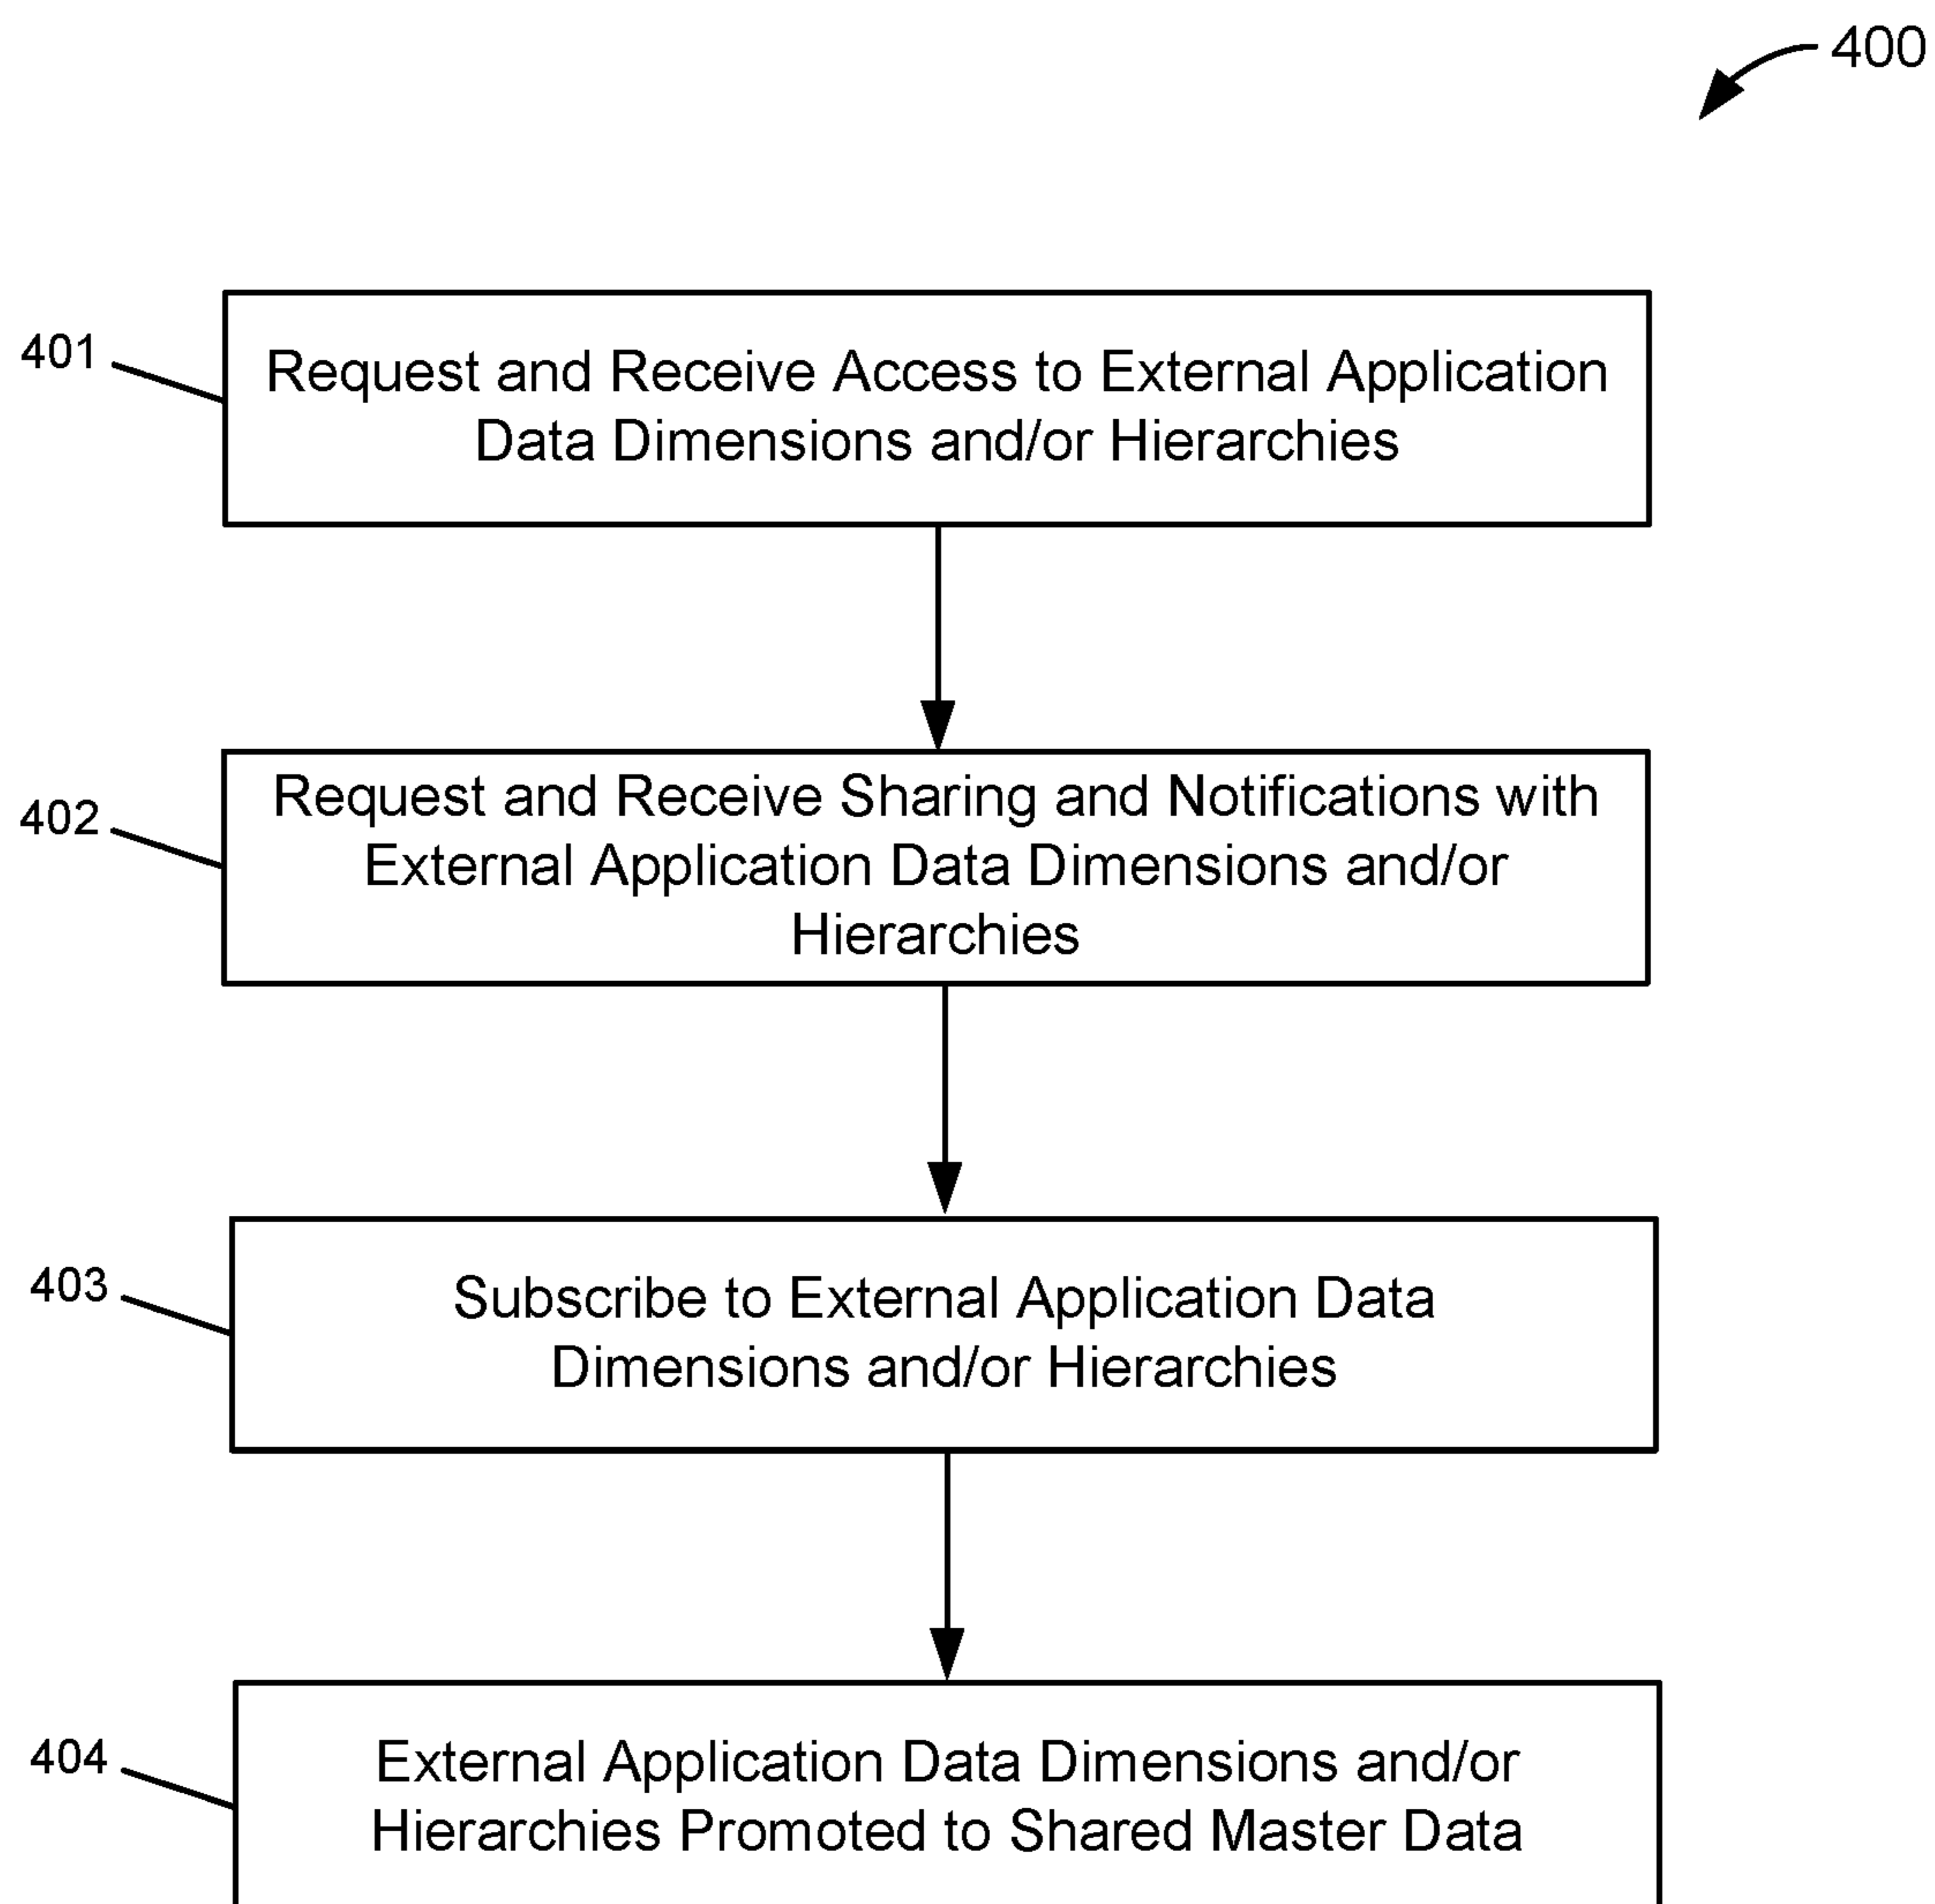 400
401
Request and Receive Access to External Application
Data Dimensions and/or Hierarchies
402
Request and Receive Sharing and Notifications with
External Application Data Dimensions and/or
Hierarchies
403
Subscribe to External Application Data
Dimensions and/or Hierarchies
404
External Application Data Dimensions and/or
Hierarchies Promoted to Shared Master Data